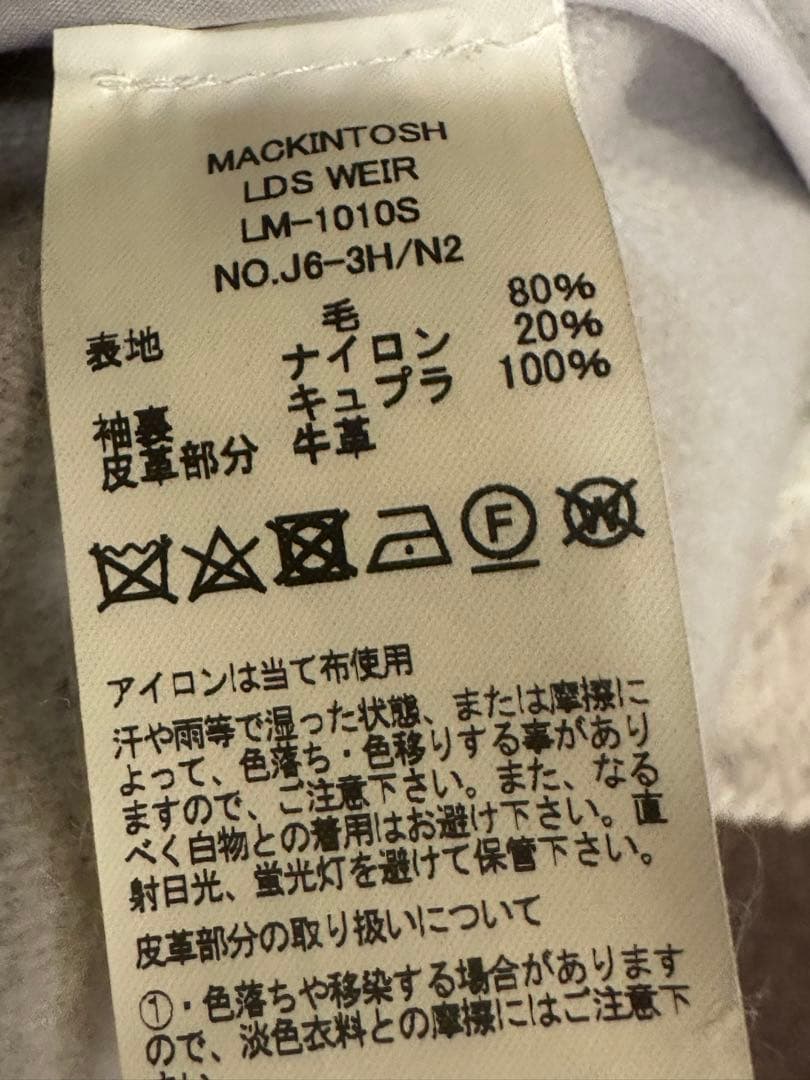 MACKINTOSH
LDS WEIR
LM-1010S
NO.J6-3H/N2
表地 毛 80%
ナイロン 20%
袖裏 キュプラ 100%
皮革部分 牛革
F W
アイロンは当て布使用
汗や雨等で湿った状態、または摩擦に
よって、色落ち・色移りする事があり
ますので、ご注意下さい。また、なる
べく白物との着用はお避け下さい。直
射日光、蛍光灯を避けて保管下さい。
皮革部分の取り扱いについて
①・色落ちや移染する場合があります
ので、淡色衣料との摩擦にはご注意下